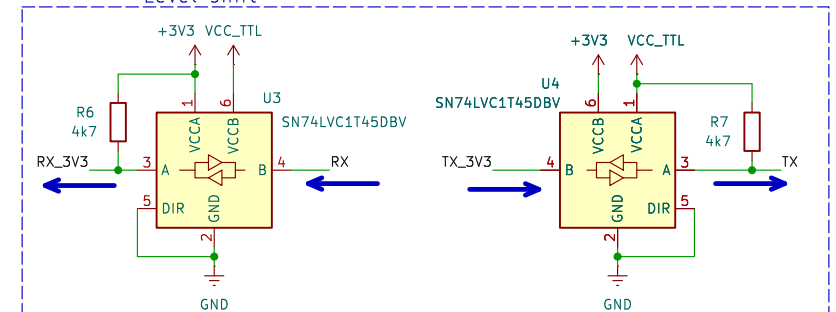 Level shift
+3V3 VCC_TTL
R6
4k7
U3
SN74LVC1T45DBV
1
6
VCCA
VCCB
RX_3V3
3
A
B
4
RX
5
DIR
GND
2
GND
+3V3 VCC_TTL
U4
SN74LVC1T45DBV
6
1
VCCB
VCCA
R7
4k7
TX_3V3
4
B
A
3
TX
DIR
5
GND
2
GND